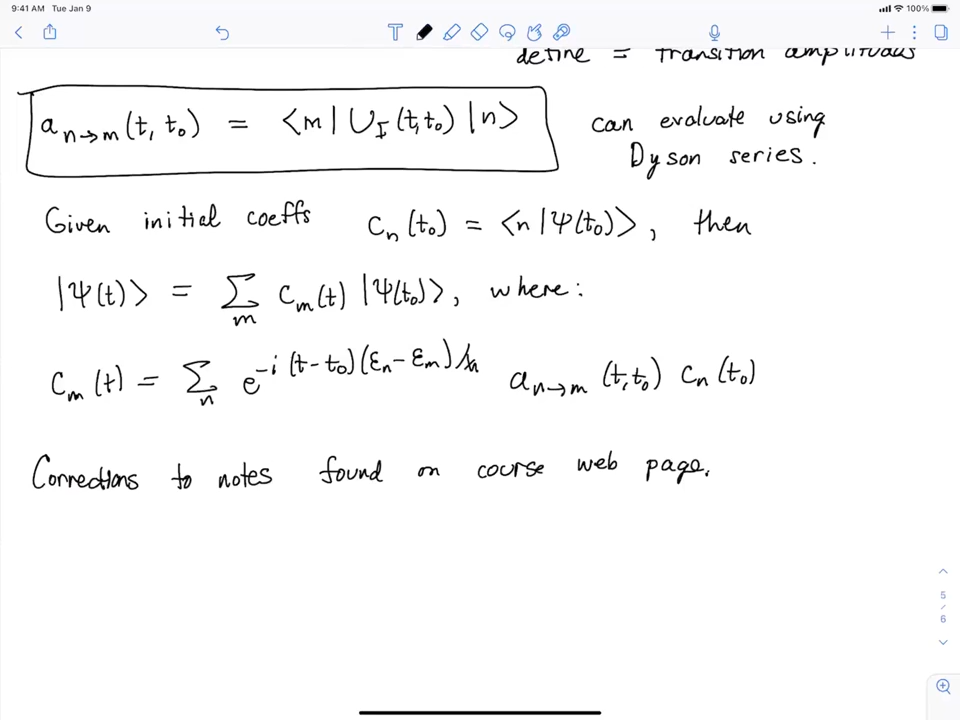 9:41 AM Tue Jan 9
100%
define = transition amplitudes
a_{n→m}(t, t₀) = <m| U_I(t,t₀) |n>
can evaluate using
Dyson series.
Given initial coeffs c_n(t₀) = <n|Ψ(t₀)>, then
|Ψ(t)> = Σ_m c_m(t) |Ψ(t₀)>, where:
c_m(t) = Σ_n e^{-i(t-t₀)(ε_n-ε_m)/ħ} a_{n→m}(t,t₀) c_n(t₀)
Corrections to notes found on course web page.
5
/
6